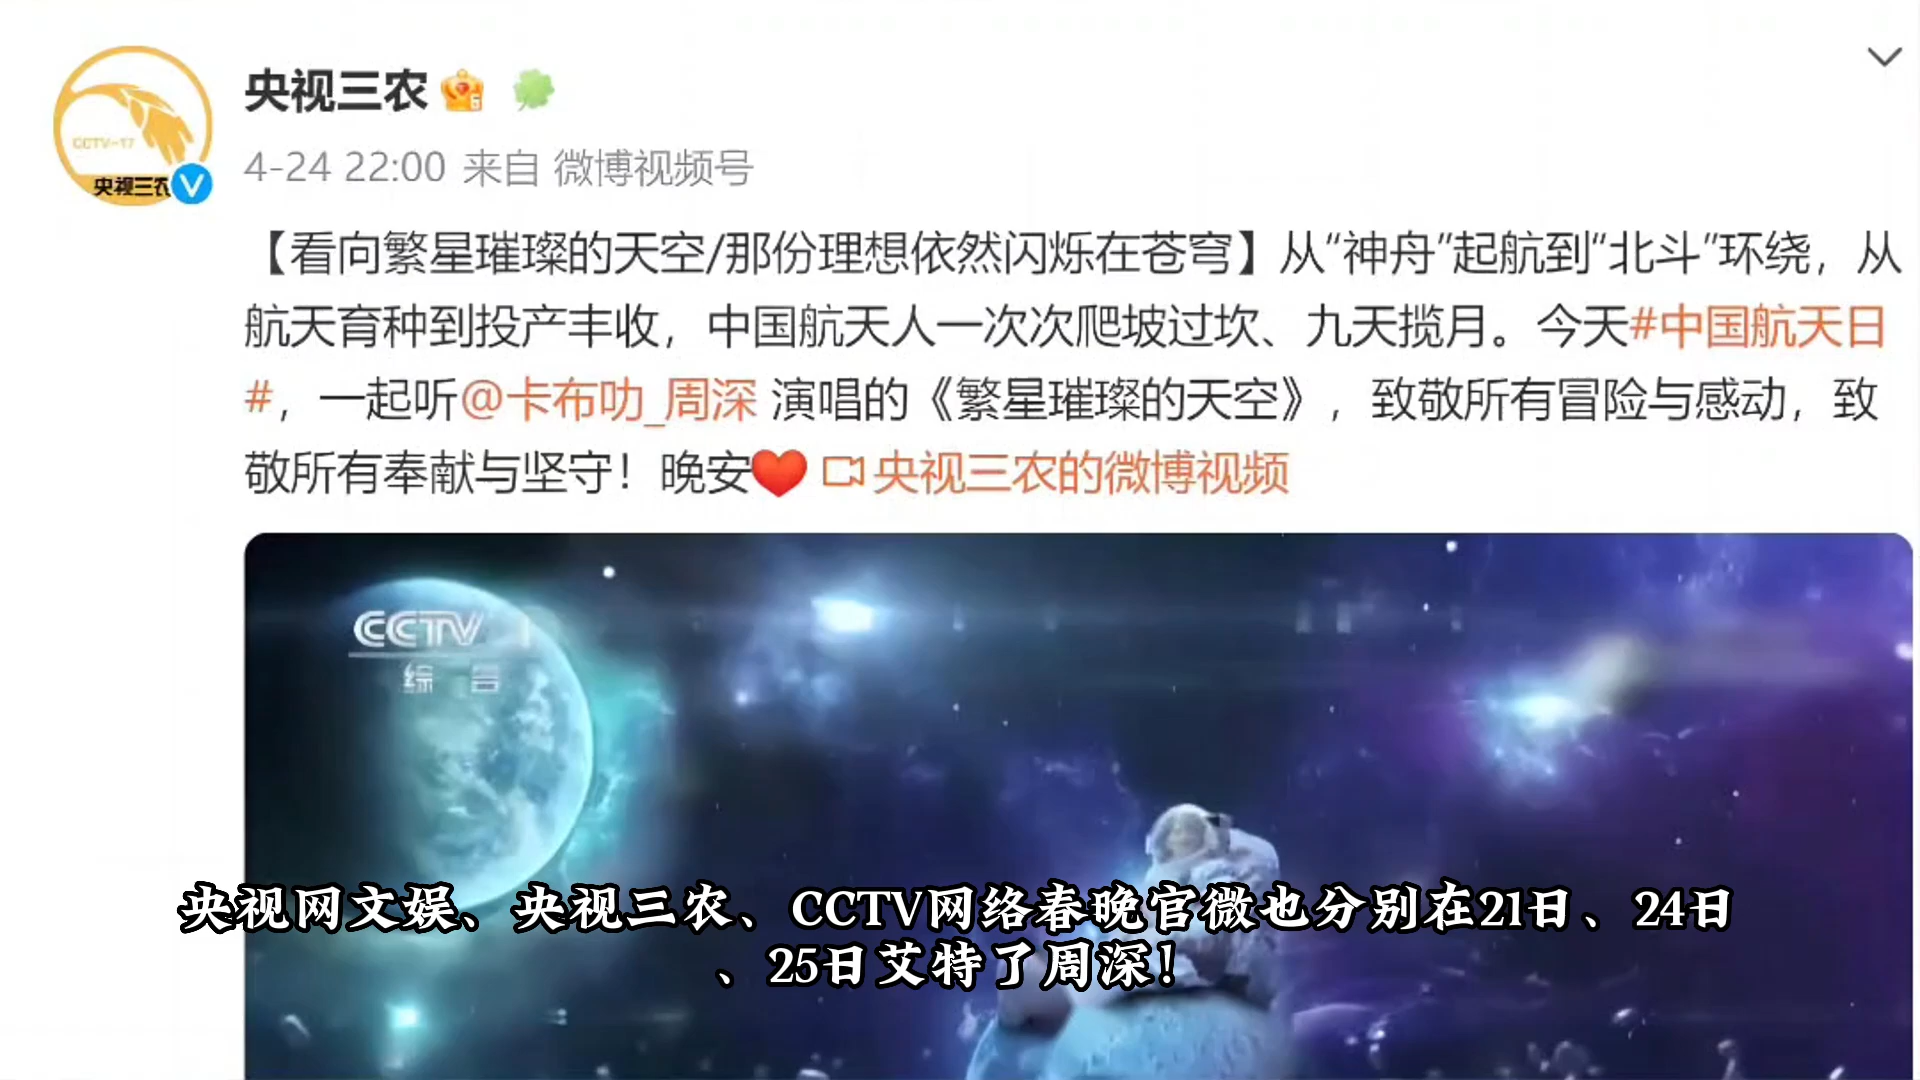 央视三农
CCTV-17
央视三农
4-24 22:00 来自 微博视频号
【看向繁星璀璨的天空/那份理想依然闪烁在苍穹】从“神舟”起航到“北斗”环绕，从
航天育种到投产丰收，中国航天人一次次爬坡过坎、九天揽月。今天#中国航天日
#，一起听@卡布叻_周深 演唱的《繁星璀璨的天空》，致敬所有冒险与感动，致
敬所有奉献与坚守！晚安❤️央视三农的微博视频
CCTV 1
综合
央视网文娱、央视三农、CCTV网络春晚官微也分别在21日、24日
、25日艾特了周深！